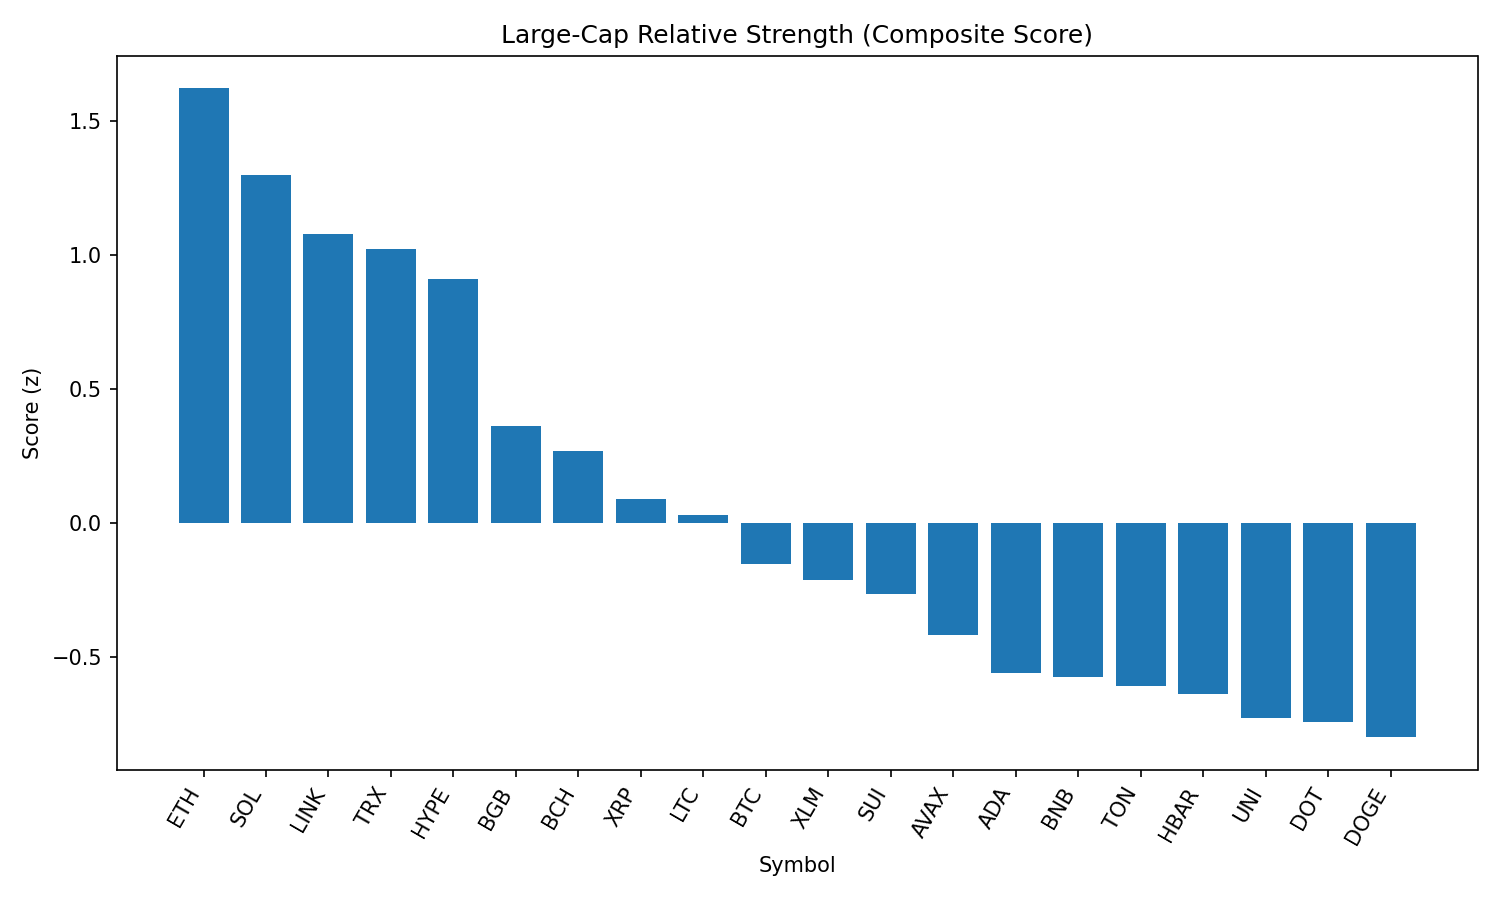 Large-Cap Relative Strength (Composite Score)
Score (z)
1.5
1.0
0.5
0.0
−0.5
ETH
SOL
LINK
TRX
HYPE
BGB
BCH
XRP
LTC
BTC
XLM
SUI
AVAX
ADA
BNB
TON
HBAR
UNI
DOT
DOGE
Symbol